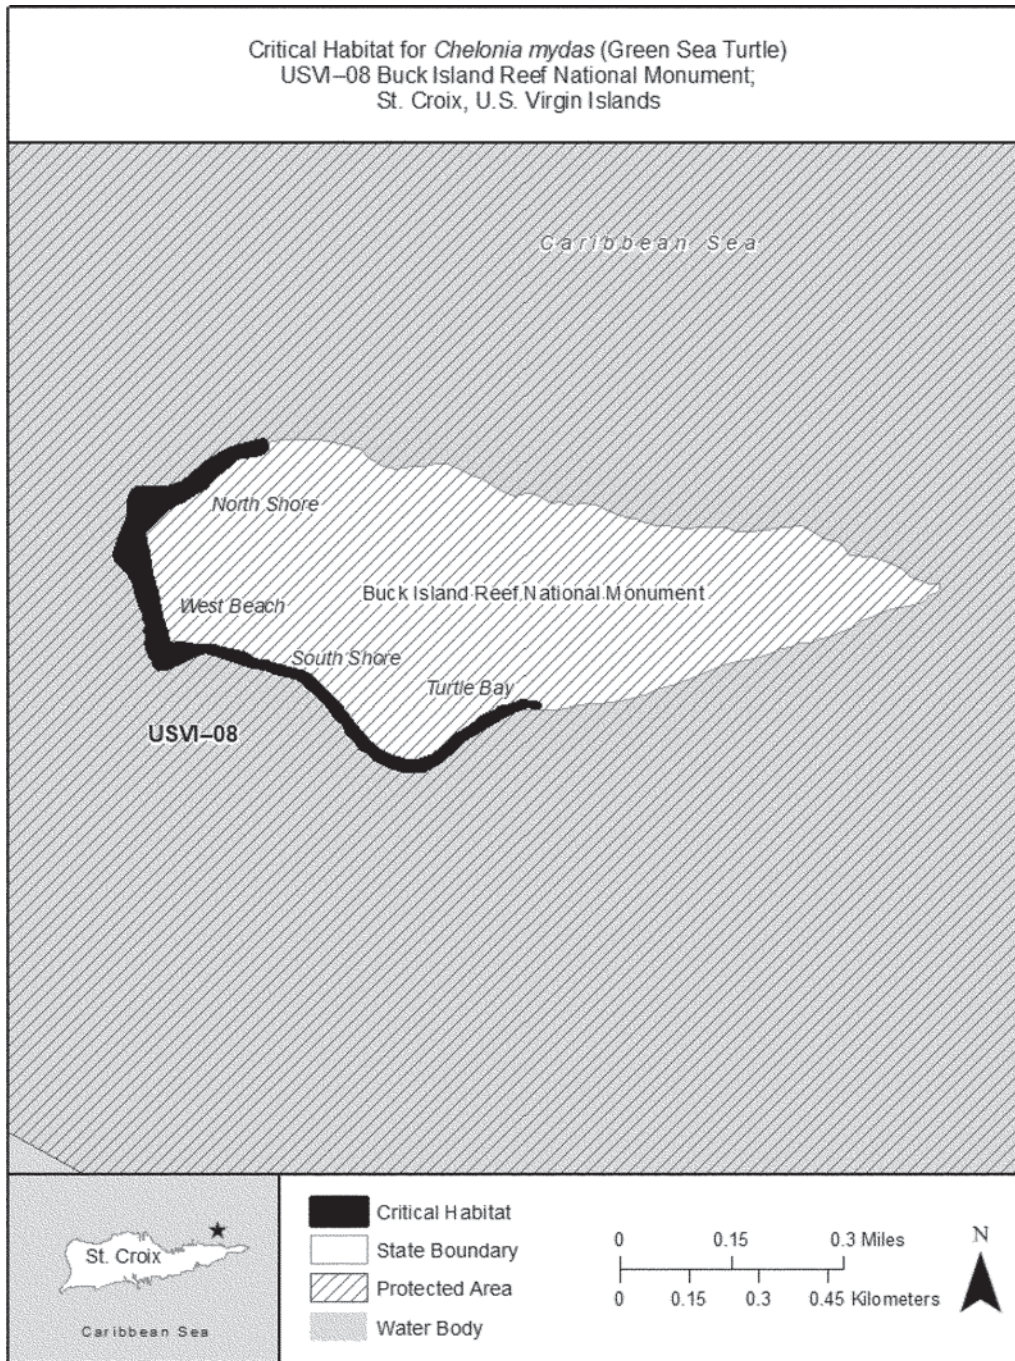 Critical Habitat for Chelonia mydas (Green Sea Turtle)
USVI–08 Buck Island Reef National Monument;
St. Croix, U.S. Virgin Islands
Caribbean Sea
North Shore
Buck Island Reef National Monument
West Beach
South Shore
Turtle Bay
USVI–08
St. Croix
Caribbean Sea
Critical Habitat
State Boundary
Protected Area
Water Body
0 0.15 0.3 Miles
0 0.15 0.3 0.45 Kilometers
N